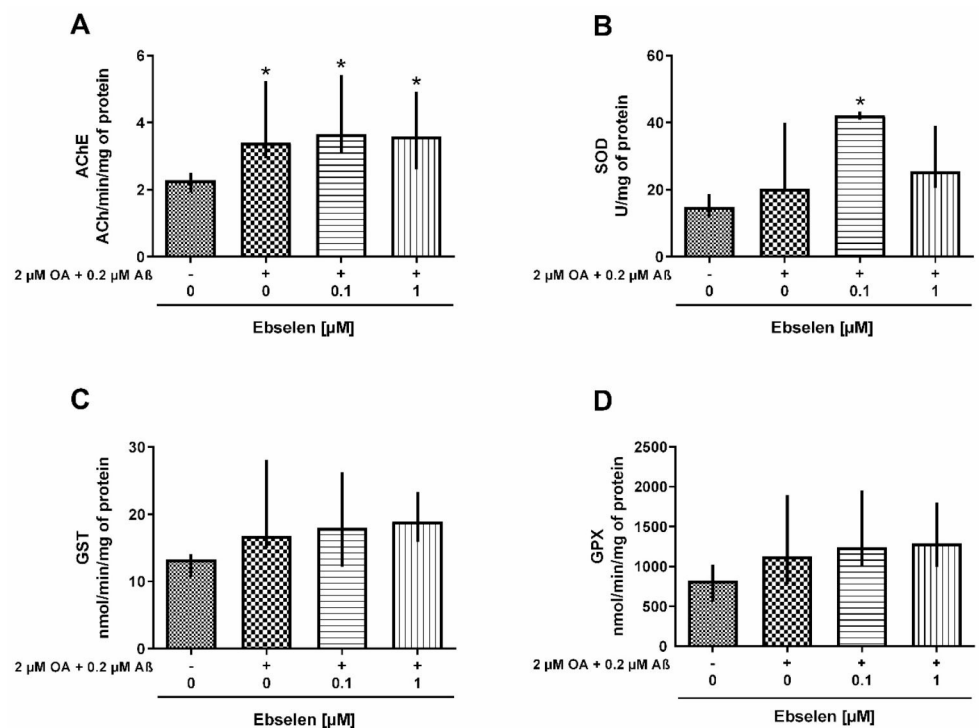 A
AChE
ACh/min/mg of protein
6
4
2
0
* * *
2 µM OA + 0.2 µM Aß - + + +
0 0 0.1 1
Ebselen [µM]
B
SOD
U/mg of protein
60
40
20
0
*
2 µM OA + 0.2 µM Aß - + + +
0 0 0.1 1
Ebselen [µM]
C
GST
nmol/min/mg of protein
30
20
10
0
2 µM OA + 0.2 µM Aß - + + +
0 0 0.1 1
Ebselen [µM]
D
GPX
nmol/min/mg of protein
2500
2000
1500
1000
500
0
2 µM OA + 0.2 µM Aß - + + +
0 0 0.1 1
Ebselen [µM]